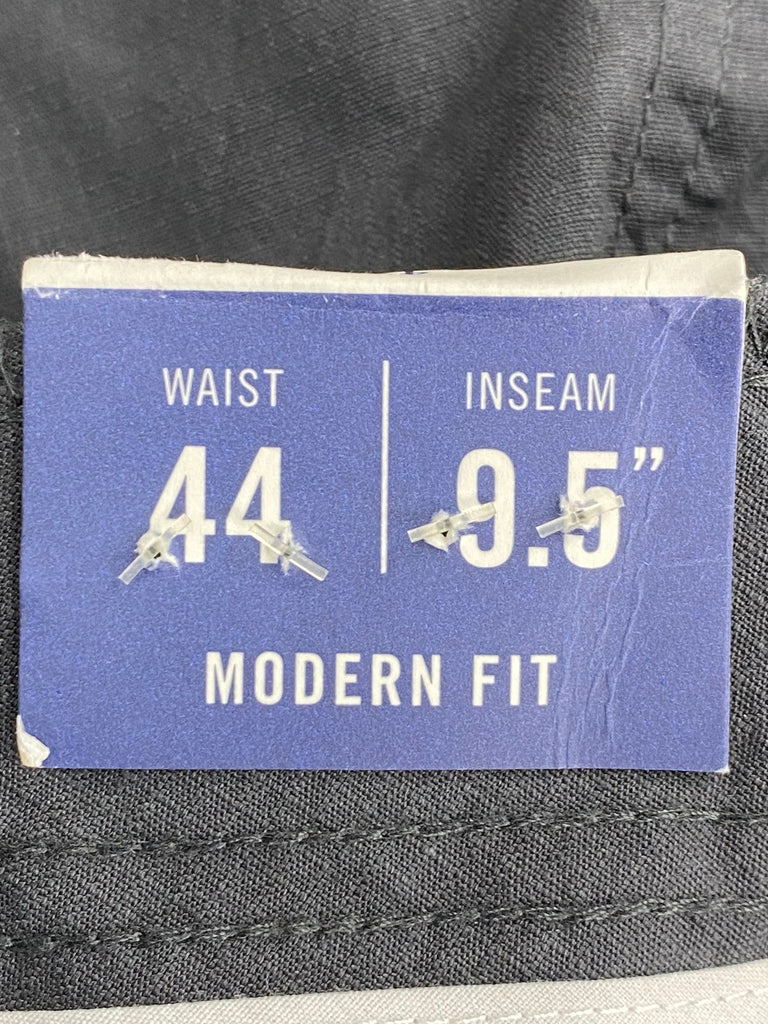 WAIST
44
INSEAM
9.5”
MODERN FIT